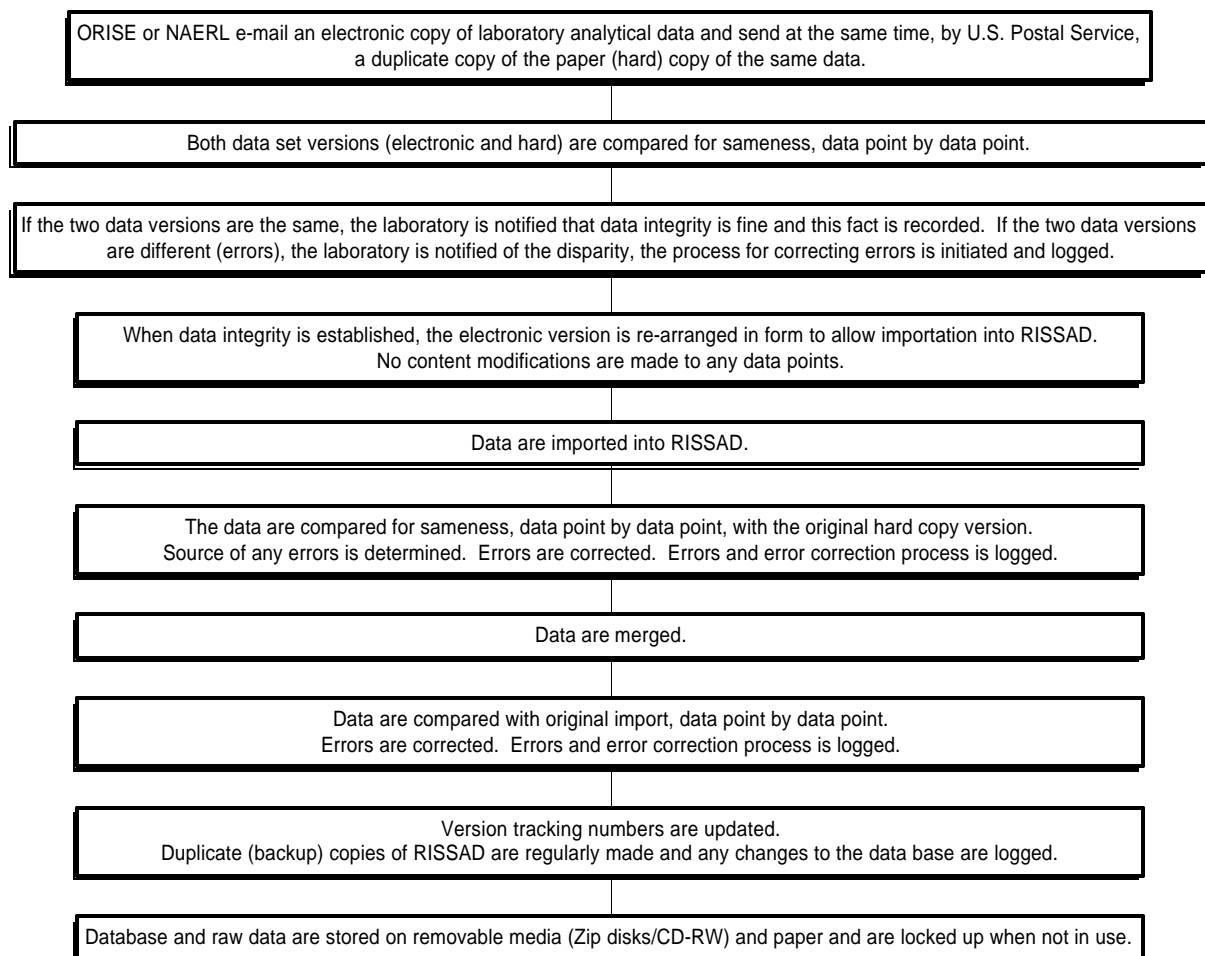 ORISE or NAERL e-mail an electronic copy of laboratory analytical data and send at the same time, by U.S. Postal Service,
a duplicate copy of the paper (hard) copy of the same data.
Both data set versions (electronic and hard) are compared for sameness, data point by data point.
If the two data versions are the same, the laboratory is notified that data integrity is fine and this fact is recorded. If the two data versions
are different (errors), the laboratory is notified of the disparity, the process for correcting errors is initiated and logged.
When data integrity is established, the electronic version is re-arranged in form to allow importation into RISSAD.
No content modifications are made to any data points.
Data are imported into RISSAD.
The data are compared for sameness, data point by data point, with the original hard copy version.
Source of any errors is determined. Errors are corrected. Errors and error correction process is logged.
Data are merged.
Data are compared with original import, data point by data point.
Errors are corrected. Errors and error correction process is logged.
Version tracking numbers are updated.
Duplicate (backup) copies of RISSAD are regularly made and any changes to the data base are logged.
Database and raw data are stored on removable media (Zip disks/CD-RW) and paper and are locked up when not in use.